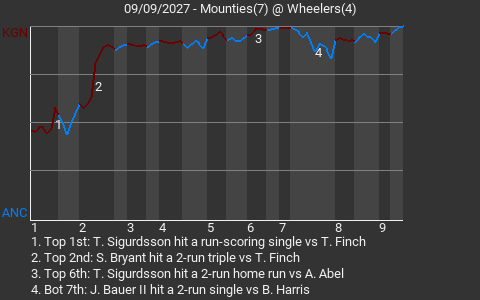 09/09/2027 - Mounties(7) @ Wheelers(4)
KGN
3
4
2
1
ANC
1 2 3 4 5 6 7 8 9
1. Top 1st: T. Sigurdsson hit a run-scoring single vs T. Finch
2. Top 2nd: S. Bryant hit a 2-run triple vs T. Finch
3. Top 6th: T. Sigurdsson hit a 2-run home run vs A. Abel
4. Bot 7th: J. Bauer II hit a 2-run single vs B. Harris